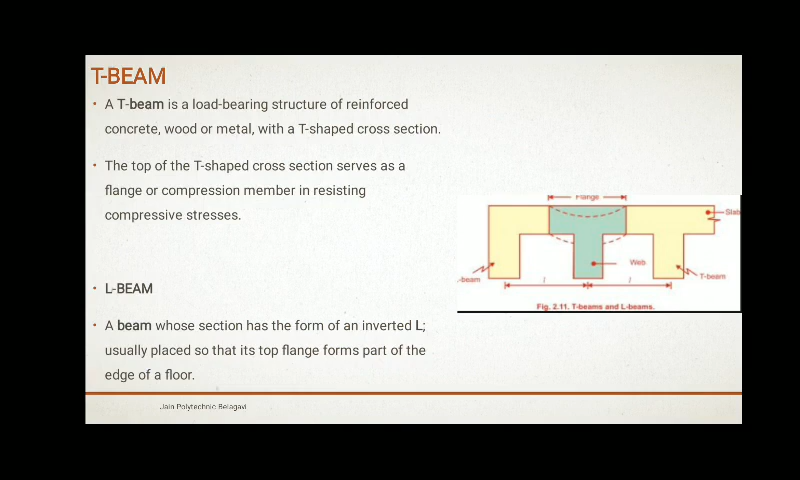 T-BEAM
• A T-beam is a load-bearing structure of reinforced
concrete, wood or metal, with a T-shaped cross section.
• The top of the T-shaped cross section serves as a
flange or compression member in resisting
compressive stresses.
• L-BEAM
• A beam whose section has the form of an inverted L;
usually placed so that its top flange forms part of the
edge of a floor.
Flange
Slab
Web
-beam
T-beam
l
l
Fig. 2.11. T-beams and L-beams.
Jain Polytechnic Belagavi